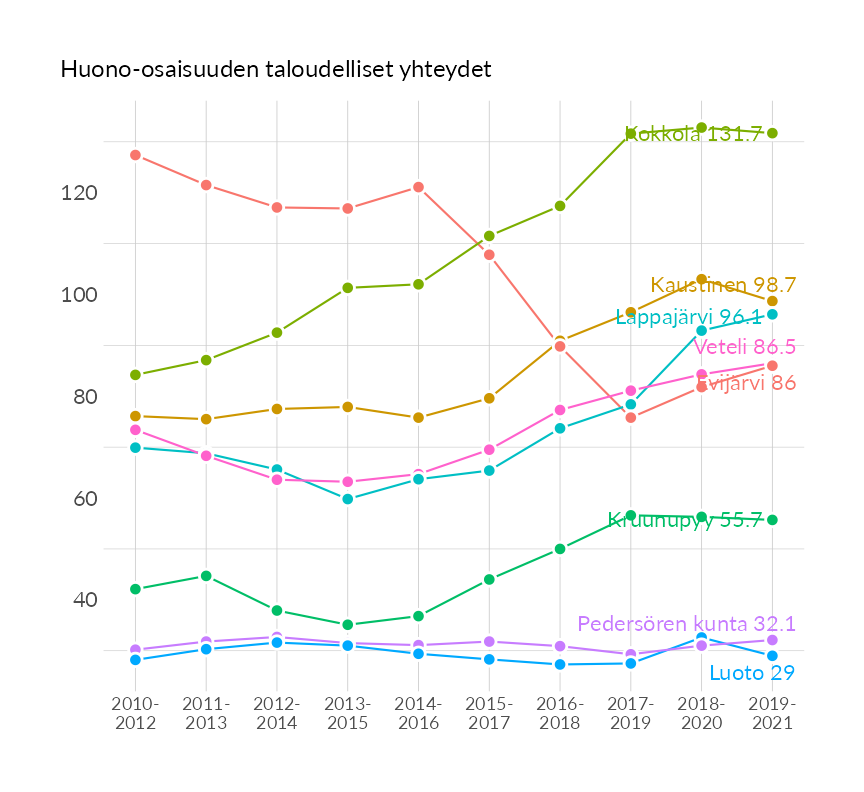 Huono-osaisuuden taloudelliset yhteydet
Kokkola 131.7
120
Kaustinen 98.7
100
Lappajärvi 96.1
Veteli 86.5
Evijärvi 86
80
60
Kruunupyy 55.7
40
Pedersören kunta 32.1
Luoto 29
2010- 2011- 2012- 2013- 2014- 2015- 2016- 2017- 2018- 2019-
2012 2013 2014 2015 2016 2017 2018 2019 2020 2021